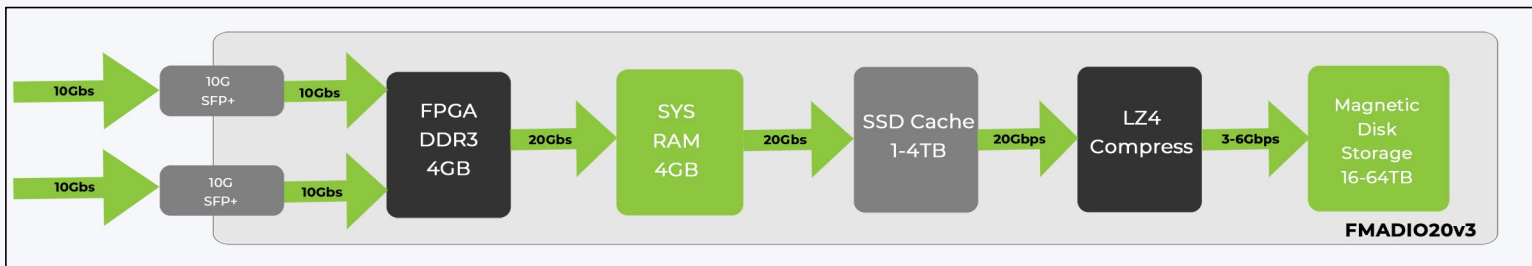 10Gbs
10G
SFP+
10Gbs
10Gbs
10G
SFP+
10Gbs
FPGA
DDR3
4GB
20Gbs
SYS
RAM
4GB
20Gbs
SSD Cache
1-4TB
20Gbps
LZ4
Compress
3-6Gbps
Magnetic
Disk
Storage
16-64TB
FMADIO20v3